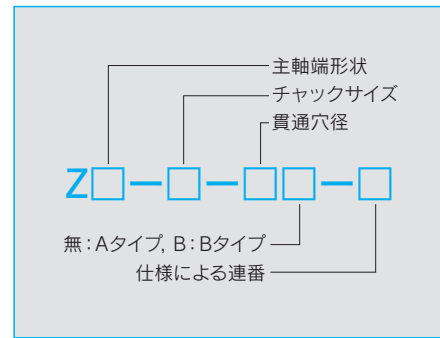 主軸端形状
チャックサイズ
貫通穴径
Z□－□－□□－□
無：Aタイプ, B：Bタイプ
仕様による連番